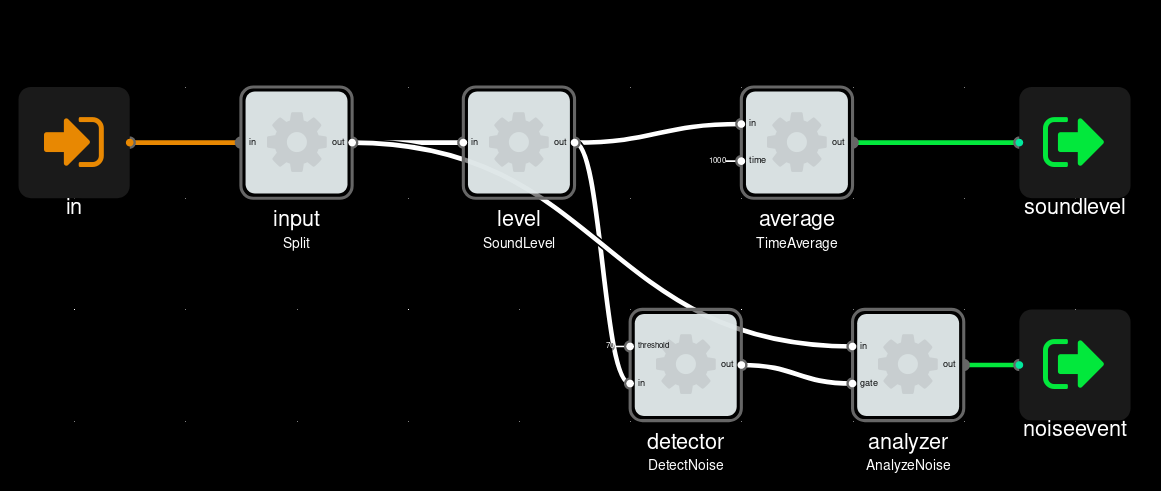 in
in
out
input
Split
in
out
level
SoundLevel
in
1000
time
out
average
TimeAverage
soundlevel
70
threshold
in
out
detector
DetectNoise
in
gate
out
analyzer
AnalyzeNoise
noiseevent